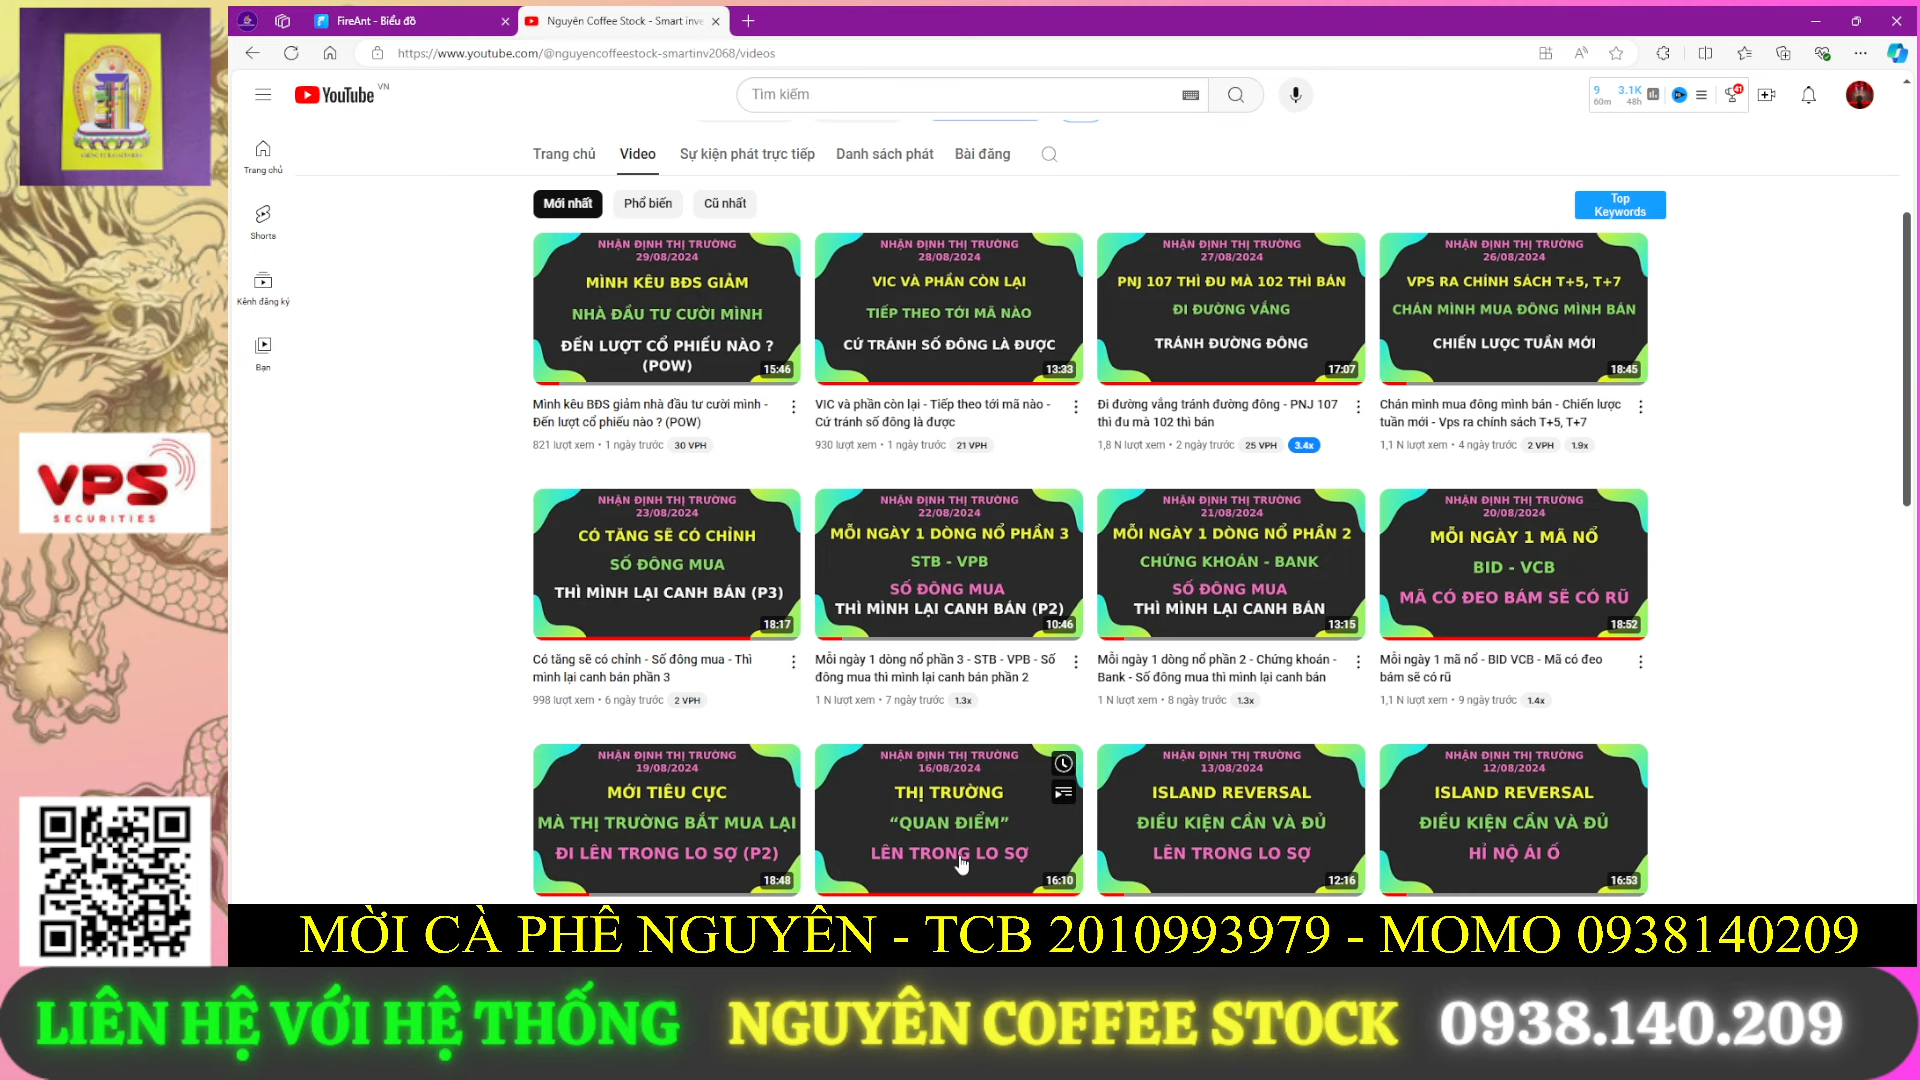 FireAnt - Biểu đồ
Nguyên Coffee Stock - Smart inve
https://www.youtube.com/@nguyencoffeestock-smartinv2068/videos
YouTube VN
Tìm kiếm
9
60m
3.1K
48h
41
Trang chủ
Shorts
Kênh đăng ký
Bạn
Trang chủ
Video
Sự kiện phát trực tiếp
Danh sách phát
Bài đăng
Mới nhất
Phổ biến
Cũ nhất
Top
Keywords
NHẬN ĐỊNH THỊ TRƯỜNG
29/08/2024
MÌNH KÊU BĐS GIẢM
NHÀ ĐẦU TƯ CƯỜI MÌNH
ĐẾN LƯỢT CỔ PHIẾU NÀO ?
(POW)
15:46
Mình kêu BĐS giảm nhà đầu tư cười mình -
Đến lượt cổ phiếu nào ? (POW)
821 lượt xem • 1 ngày trước 30 VPH
NHẬN ĐỊNH THỊ TRƯỜNG
28/08/2024
VIC VÀ PHẦN CÒN LẠI
TIẾP THEO TỚI MÃ NÀO
CỨ TRÁNH SỐ ĐÔNG LÀ ĐƯỢC
13:33
VIC và phần còn lại - Tiếp theo tới mã nào -
Cứ tránh số đông là được
930 lượt xem • 1 ngày trước 21 VPH
NHẬN ĐỊNH THỊ TRƯỜNG
27/08/2024
PNJ 107 THÌ ĐU MÀ 102 THÌ BÁN
ĐI ĐƯỜNG VẮNG
TRÁNH ĐƯỜNG ĐÔNG
17:07
Đi đường vắng tránh đường đông - PNJ 107
thì đu mà 102 thì bán
1,8 N lượt xem • 2 ngày trước 25 VPH 3.4x
NHẬN ĐỊNH THỊ TRƯỜNG
26/08/2024
VPS RA CHÍNH SÁCH T+5, T+7
CHÁN MÌNH MUA ĐÔNG MÌNH BÁN
CHIẾN LƯỢC TUẦN MỚI
18:45
Chán mình mua đông mình bán - Chiến lược
tuần mới - Vps ra chính sách T+5, T+7
1,1 N lượt xem • 4 ngày trước 2 VPH 1.9x
NHẬN ĐỊNH THỊ TRƯỜNG
23/08/2024
CÓ TĂNG SẼ CÓ CHỈNH
SỐ ĐÔNG MUA
THÌ MÌNH LẠI CANH BÁN (P3)
18:17
Có tăng sẽ có chỉnh - Số đông mua - Thì
mình lại canh bán phần 3
998 lượt xem • 6 ngày trước 2 VPH
NHẬN ĐỊNH THỊ TRƯỜNG
22/08/2024
MỖI NGÀY 1 DÒNG NỔ PHẦN 3
STB - VPB
SỐ ĐÔNG MUA
THÌ MÌNH LẠI CANH BÁN (P2)
10:46
Mỗi ngày 1 dòng nổ phần 3 - STB - VPB - Số
đông mua thì mình lại canh bán phần 2
1 N lượt xem • 7 ngày trước 1.3x
NHẬN ĐỊNH THỊ TRƯỜNG
21/08/2024
MỖI NGÀY 1 DÒNG NỔ PHẦN 2
CHỨNG KHOÁN - BANK
SỐ ĐÔNG MUA
THÌ MÌNH LẠI CANH BÁN
13:15
Mỗi ngày 1 dòng nổ phần 2 - Chứng khoán -
Bank - Số đông mua thì mình lại canh bán
1 N lượt xem • 8 ngày trước 1.3x
NHẬN ĐỊNH THỊ TRƯỜNG
20/08/2024
MỖI NGÀY 1 MÃ NỔ
BID - VCB
MÃ CÓ ĐEO BÁM SẼ CÓ RŨ
18:52
Mỗi ngày 1 mã nổ - BID VCB - Mã có đeo
bám sẽ có rũ
1,1 N lượt xem • 9 ngày trước 1.4x
NHẬN ĐỊNH THỊ TRƯỜNG
19/08/2024
MỚI TIÊU CỰC
MÀ THỊ TRƯỜNG BẮT MUA LẠI
ĐI LÊN TRONG LO SỢ (P2)
18:48
NHẬN ĐỊNH THỊ TRƯỜNG
16/08/2024
THỊ TRƯỜNG
“QUAN ĐIỂM”
LÊN TRONG LO SỢ
16:10
NHẬN ĐỊNH THỊ TRƯỜNG
13/08/2024
ISLAND REVERSAL
ĐIỀU KIỆN CẦN VÀ ĐỦ
LÊN TRONG LO SỢ
12:16
NHẬN ĐỊNH THỊ TRƯỜNG
12/08/2024
ISLAND REVERSAL
ĐIỀU KIỆN CẦN VÀ ĐỦ
HỈ NỘ ÁI Ố
16:53
VPS
SECURITIES
MỜI CÀ PHÊ NGUYÊN - TCB 2010993979 - MOMO 0938140209
LIÊN HỆ VỚI HỆ THỐNG NGUYÊN COFFEE STOCK 0938.140.209